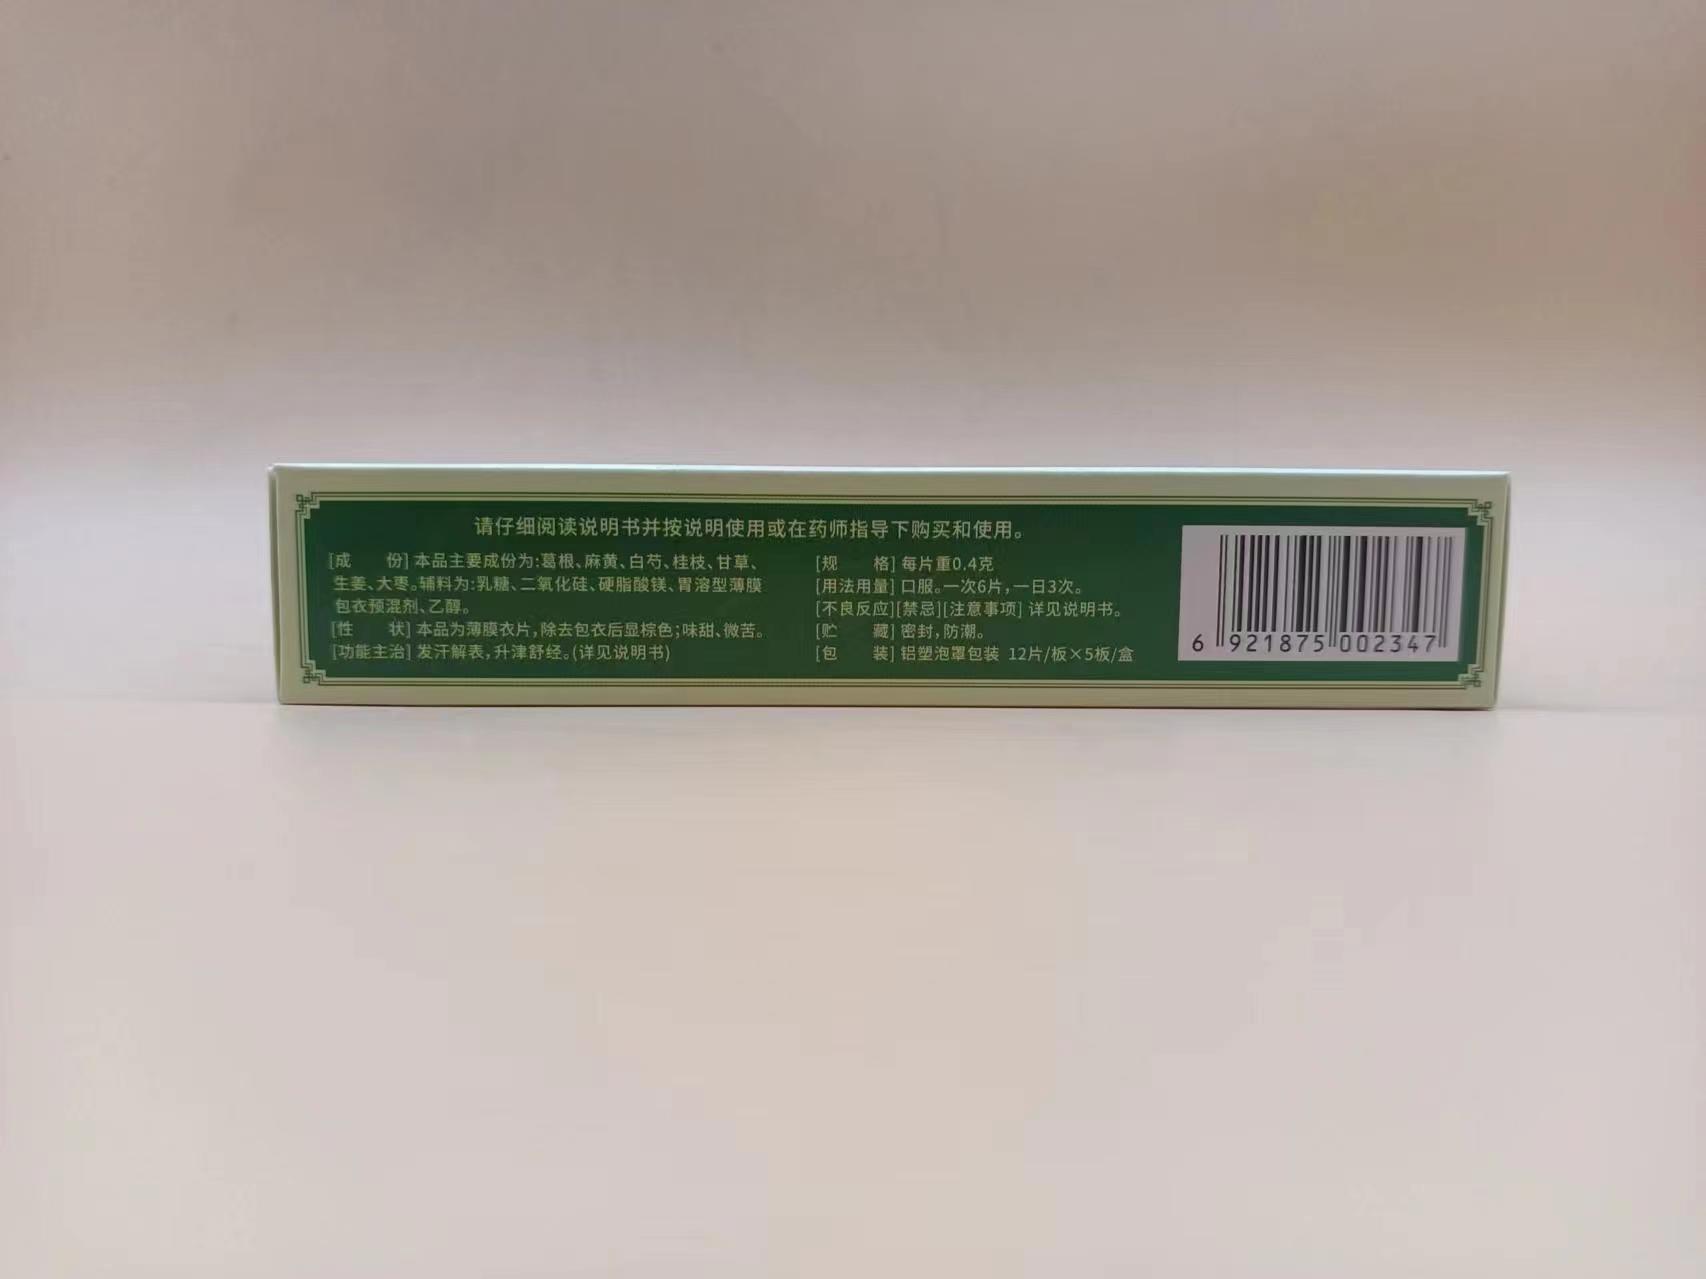 请仔细阅读说明书并按说明使用或在药师指导下购买和使用。
[成　份] 本品主要成份为:葛根、麻黄、白芍、桂枝、甘草、
生姜、大枣。辅料为:乳糖、二氧化硅、硬脂酸镁、胃溶型薄膜
包衣预混剂、乙醇。
[性　状] 本品为薄膜衣片,除去包衣后显棕色;味甜、微苦。
[功能主治] 发汗解表,升津舒经。(详见说明书)
[规　格] 每片重0.4克
[用法用量] 口服。一次6片,一日3次。
[不良反应][禁忌][注意事项] 详见说明书。
[贮　藏] 密封,防潮。
[包　装] 铝塑泡罩包装 12片/板×5板/盒
6 921875 002347